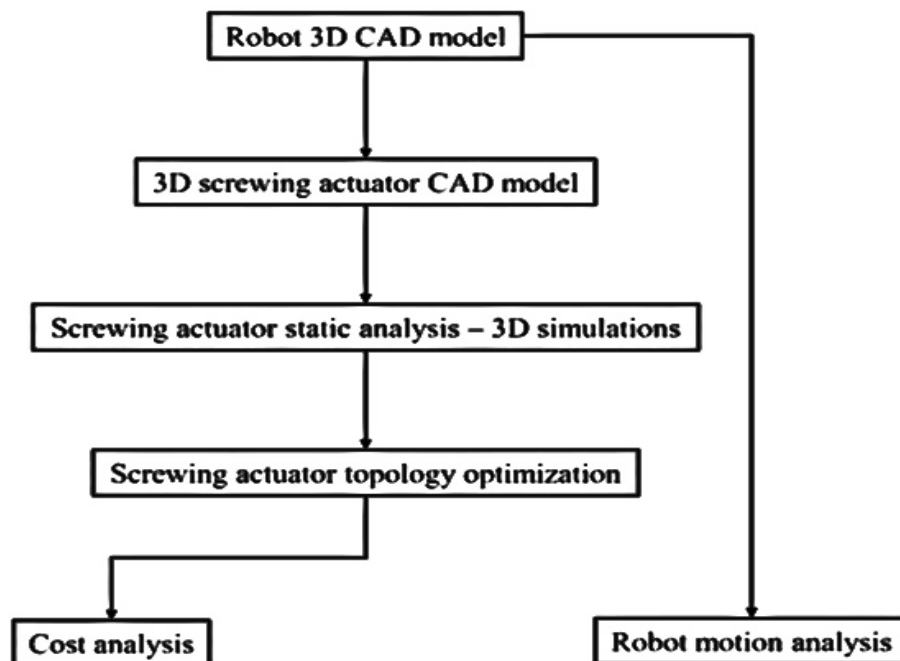 Robot 3D CAD model
3D screwing actuator CAD model
Screwing actuator static analysis – 3D simulations
Screwing actuator topology optimization
Cost analysis
Robot motion analysis